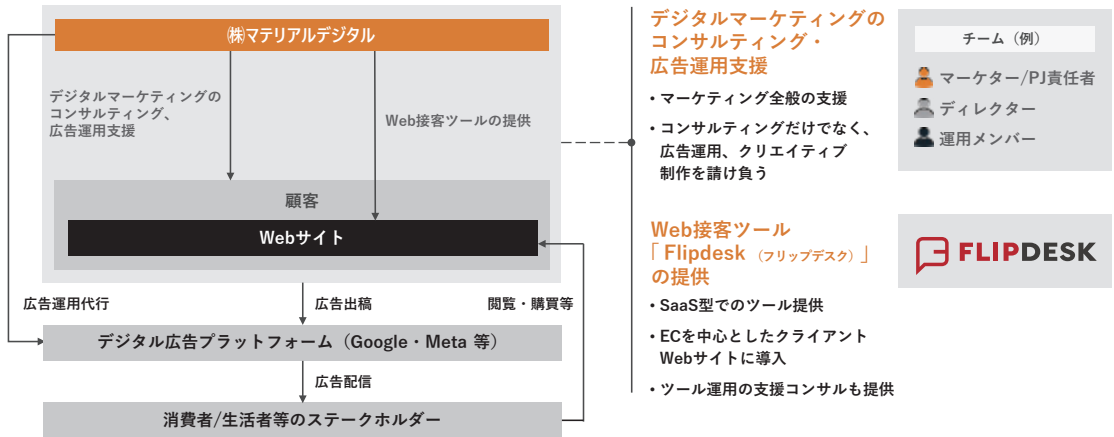 ㈱マテリアルデジタル
デジタルマーケティングの
コンサルティング、
広告運用支援
Web接客ツールの提供
顧客
Webサイト
広告運用代行
広告出稿
閲覧・購買等
デジタル広告プラットフォーム（Google・Meta 等）
広告配信
消費者/生活者等のステークホルダー
デジタルマーケティングの
コンサルティング・
広告運用支援
・マーケティング全般の支援
・コンサルティングだけでなく、
広告運用、クリエイティブ
制作を請け負う
チーム（例）
マーケター/PJ責任者
ディレクター
運用メンバー
Web接客ツール
「 Flipdesk （フリップデスク）」
の提供
・SaaS型でのツール提供
・ECを中心としたクライアント
Webサイトに導入
・ツール運用の支援コンサルも提供
FLIPDESK